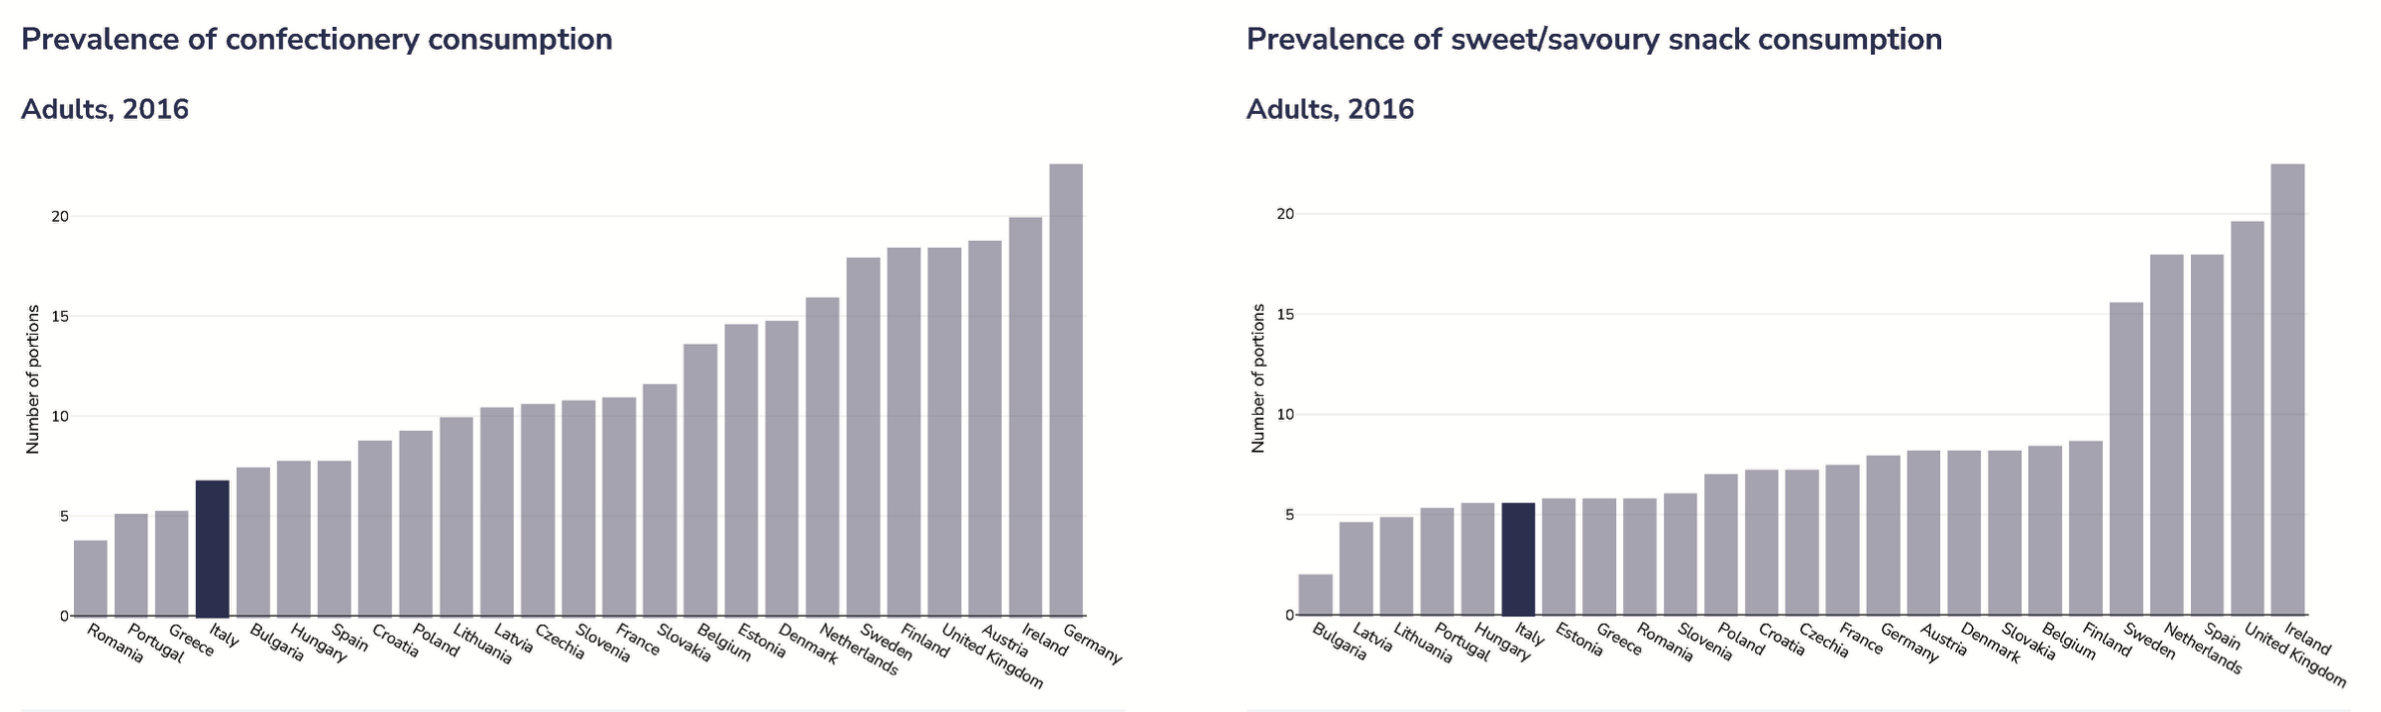 Prevalence of confectionery consumption
Adults, 2016
Number of portions
20
15
10
5
0
Romania
Portugal
Greece
Italy
Bulgaria
Hungary
Spain
Croatia
Poland
Lithuania
Latvia
Czechia
Slovenia
France
Slovakia
Belgium
Estonia
Denmark
Netherlands
Sweden
Finland
United Kingdom
Austria
Ireland
Germany
Prevalence of sweet/savoury snack consumption
Adults, 2016
Number of portions
20
15
10
5
0
Bulgaria
Latvia
Lithuania
Portugal
Hungary
Italy
Estonia
Greece
Romania
Slovenia
Poland
Croatia
Czechia
France
Germany
Austria
Denmark
Slovakia
Belgium
Finland
Sweden
Netherlands
Spain
United Kingdom
Ireland